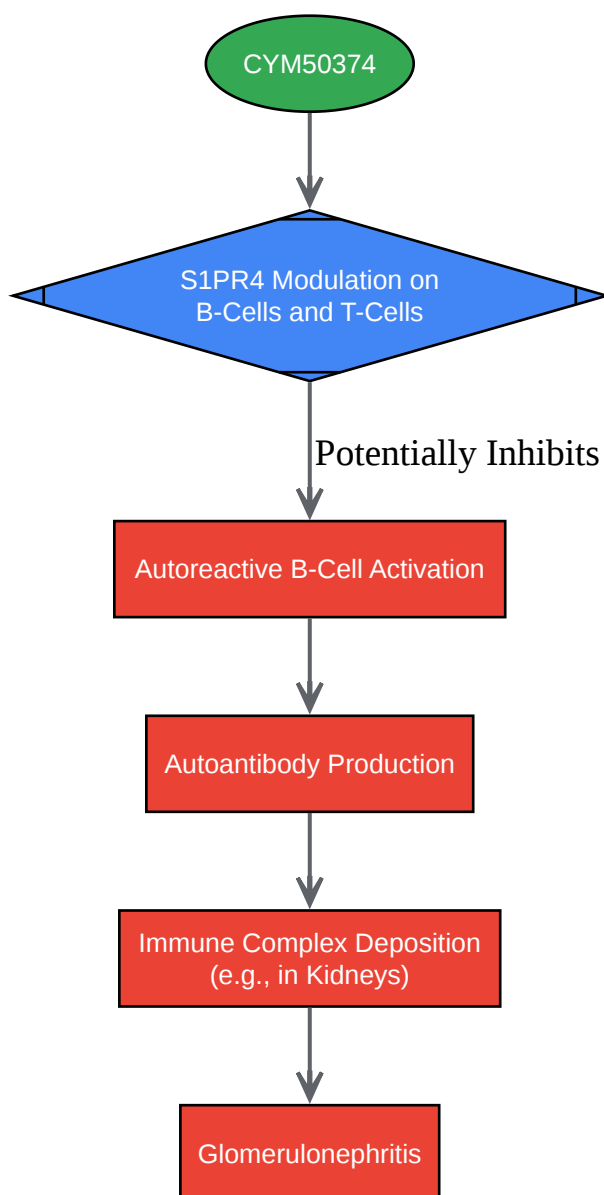 CYM50374
S1PR4 Modulation on
B-Cells and T-Cells
Potentially Inhibits
Autoreactive B-Cell Activation
Autoantibody Production
Immune Complex Deposition
(e.g., in Kidneys)
Glomerulonephritis